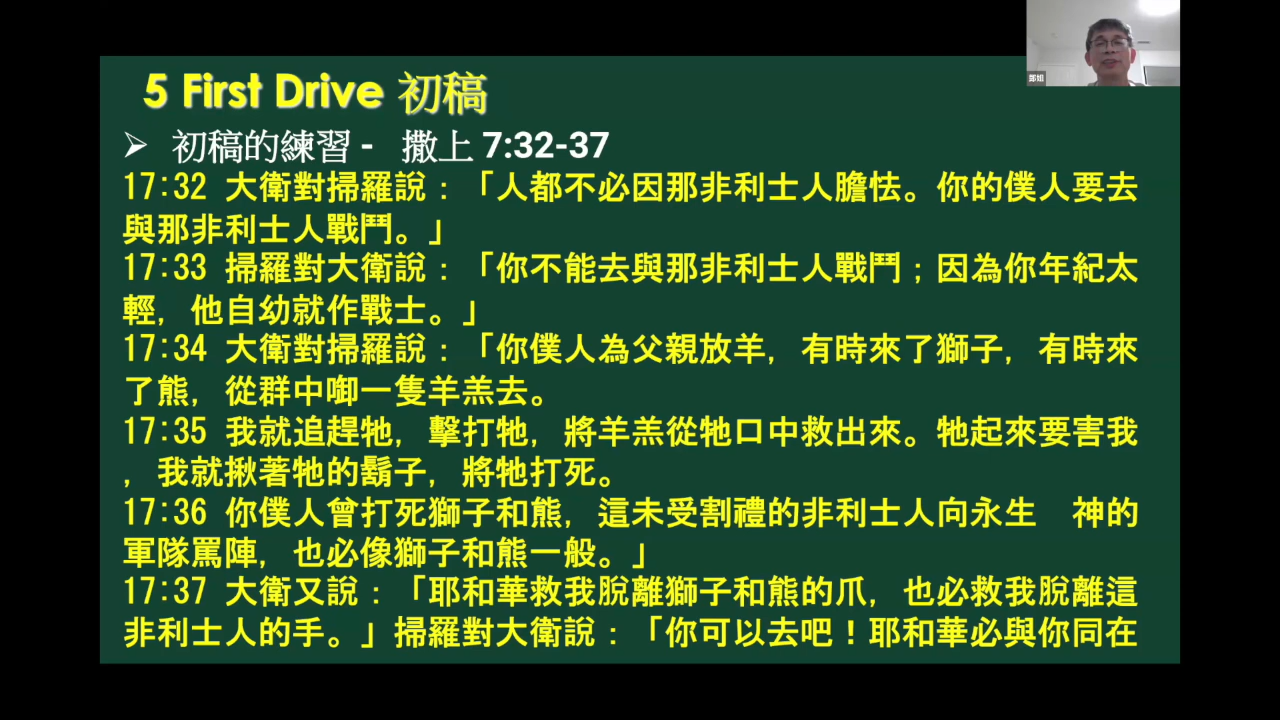 5 First Drive 初稿
➢ 初稿的練習 - 撒上 7:32-37
17:32 大衛對掃羅說：「人都不必因那非利士人膽怯。你的僕人要去
與那非利士人戰鬥。」
17:33 掃羅對大衛說：「你不能去與那非利士人戰鬥；因為你年紀太
輕，他自幼就作戰士。」
17:34 大衛對掃羅說：「你僕人為父親放羊，有時來了獅子，有時來
了熊，從群中啣一隻羊羔去。
17:35 我就追趕牠，擊打牠，將羊羔從牠口中救出來。牠起來要害我
，我就揪著牠的鬍子，將牠打死。
17:36 你僕人曾打死獅子和熊，這未受割禮的非利士人向永生　神的
軍隊罵陣，也必像獅子和熊一般。」
17:37 大衛又說：「耶和華救我脫離獅子和熊的爪，也必救我脫離這
非利士人的手。」掃羅對大衛說：「你可以去吧！耶和華必與你同在